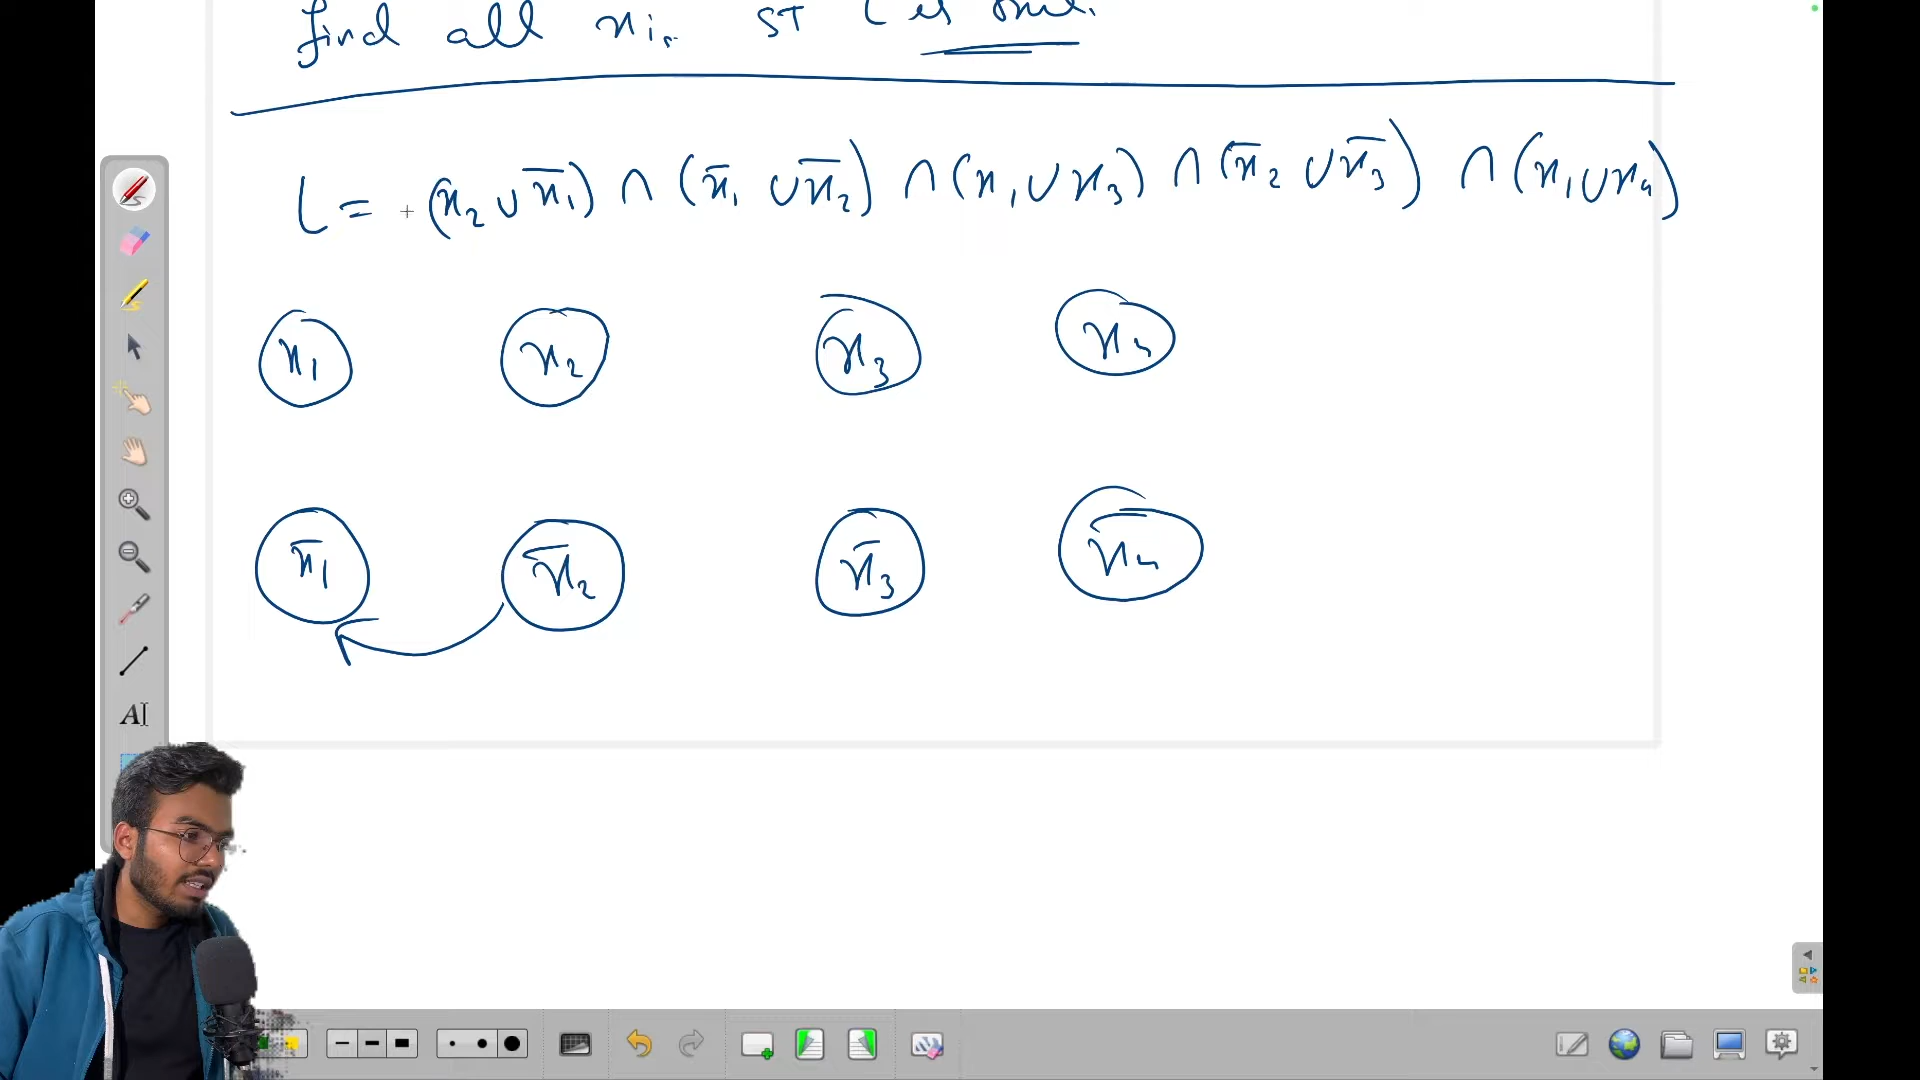 find all xi, ST L is true.
L = (x2 ∪ x̄1) ∩ (x̄1 ∪ x̄2) ∩ (x1 ∪ x3) ∩ (x̄2 ∪ x̄3) ∩ (x1 ∪ x4)
x1 x2 x3 x4
x̄1 x̄2 x̄3 x̄4
A